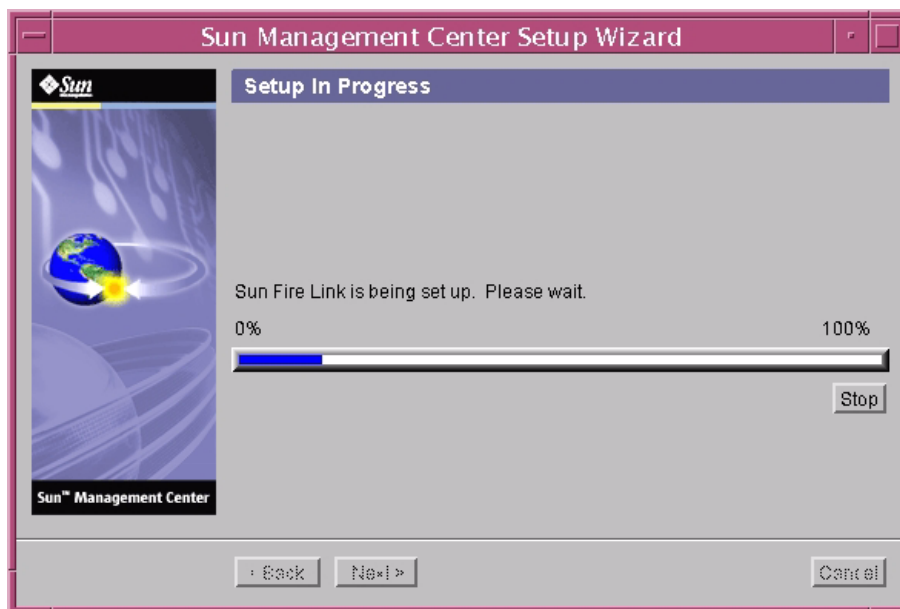 Sun Management Center Setup Wizard
Sun
Setup In Progress
Sun Fire Link is being set up. Please wait.
0% 100%
Stop
Sun™ Management Center
< Back Next > Cancel